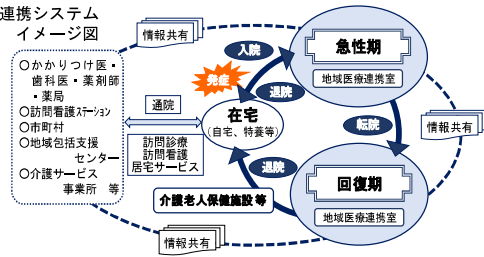 連携システム
イメージ図
〇かかりつけ医・
歯科医・薬剤師
・薬局
〇訪問看護ｽﾃｰｼｮﾝ
〇市町村
〇地域包括支援
センター
〇介護サービス
事業所　等
情報共有
入院
急性期
地域医療連携室
発症
退院
通院
在宅
(自宅、特養等)
転院
情報共有
訪問診療
訪問看護
居宅サービス
退院
回復期
地域医療連携室
介護老人保健施設等
情報共有